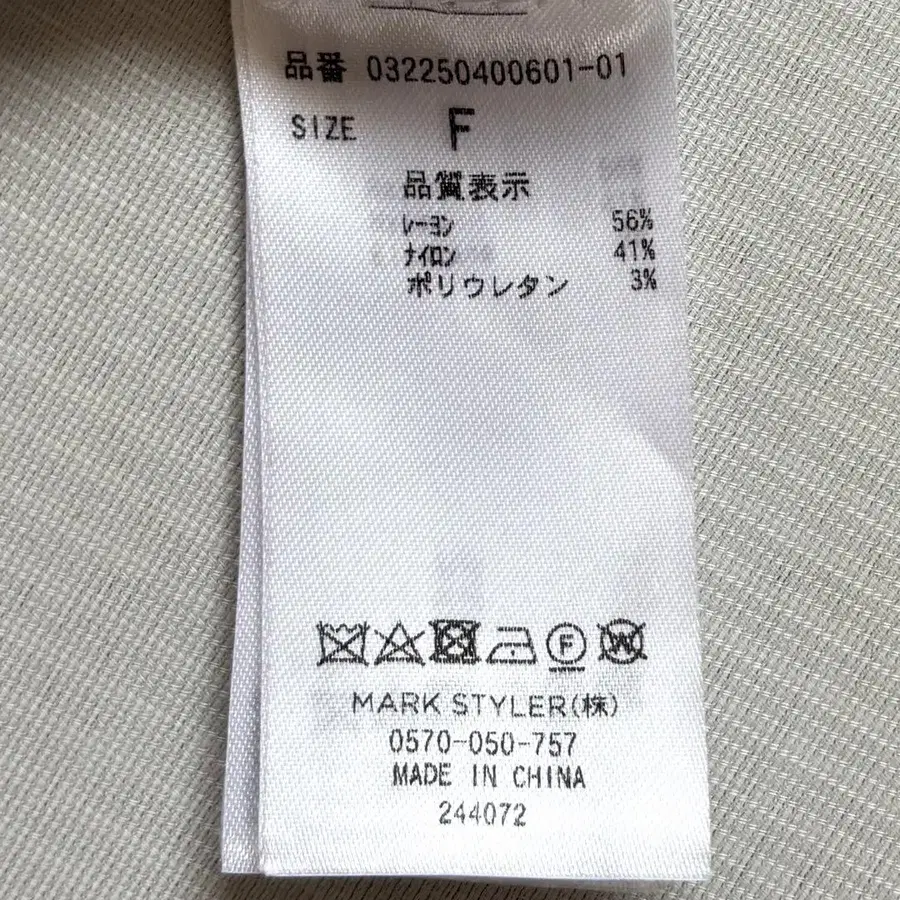 品番 032250400601-01
SIZE F
品質表示
レーヨン 56%
ナイロン 41%
ポリウレタン 3%
F W
MARK STYLER(株)
0570-050-757
MADE IN CHINA
244072